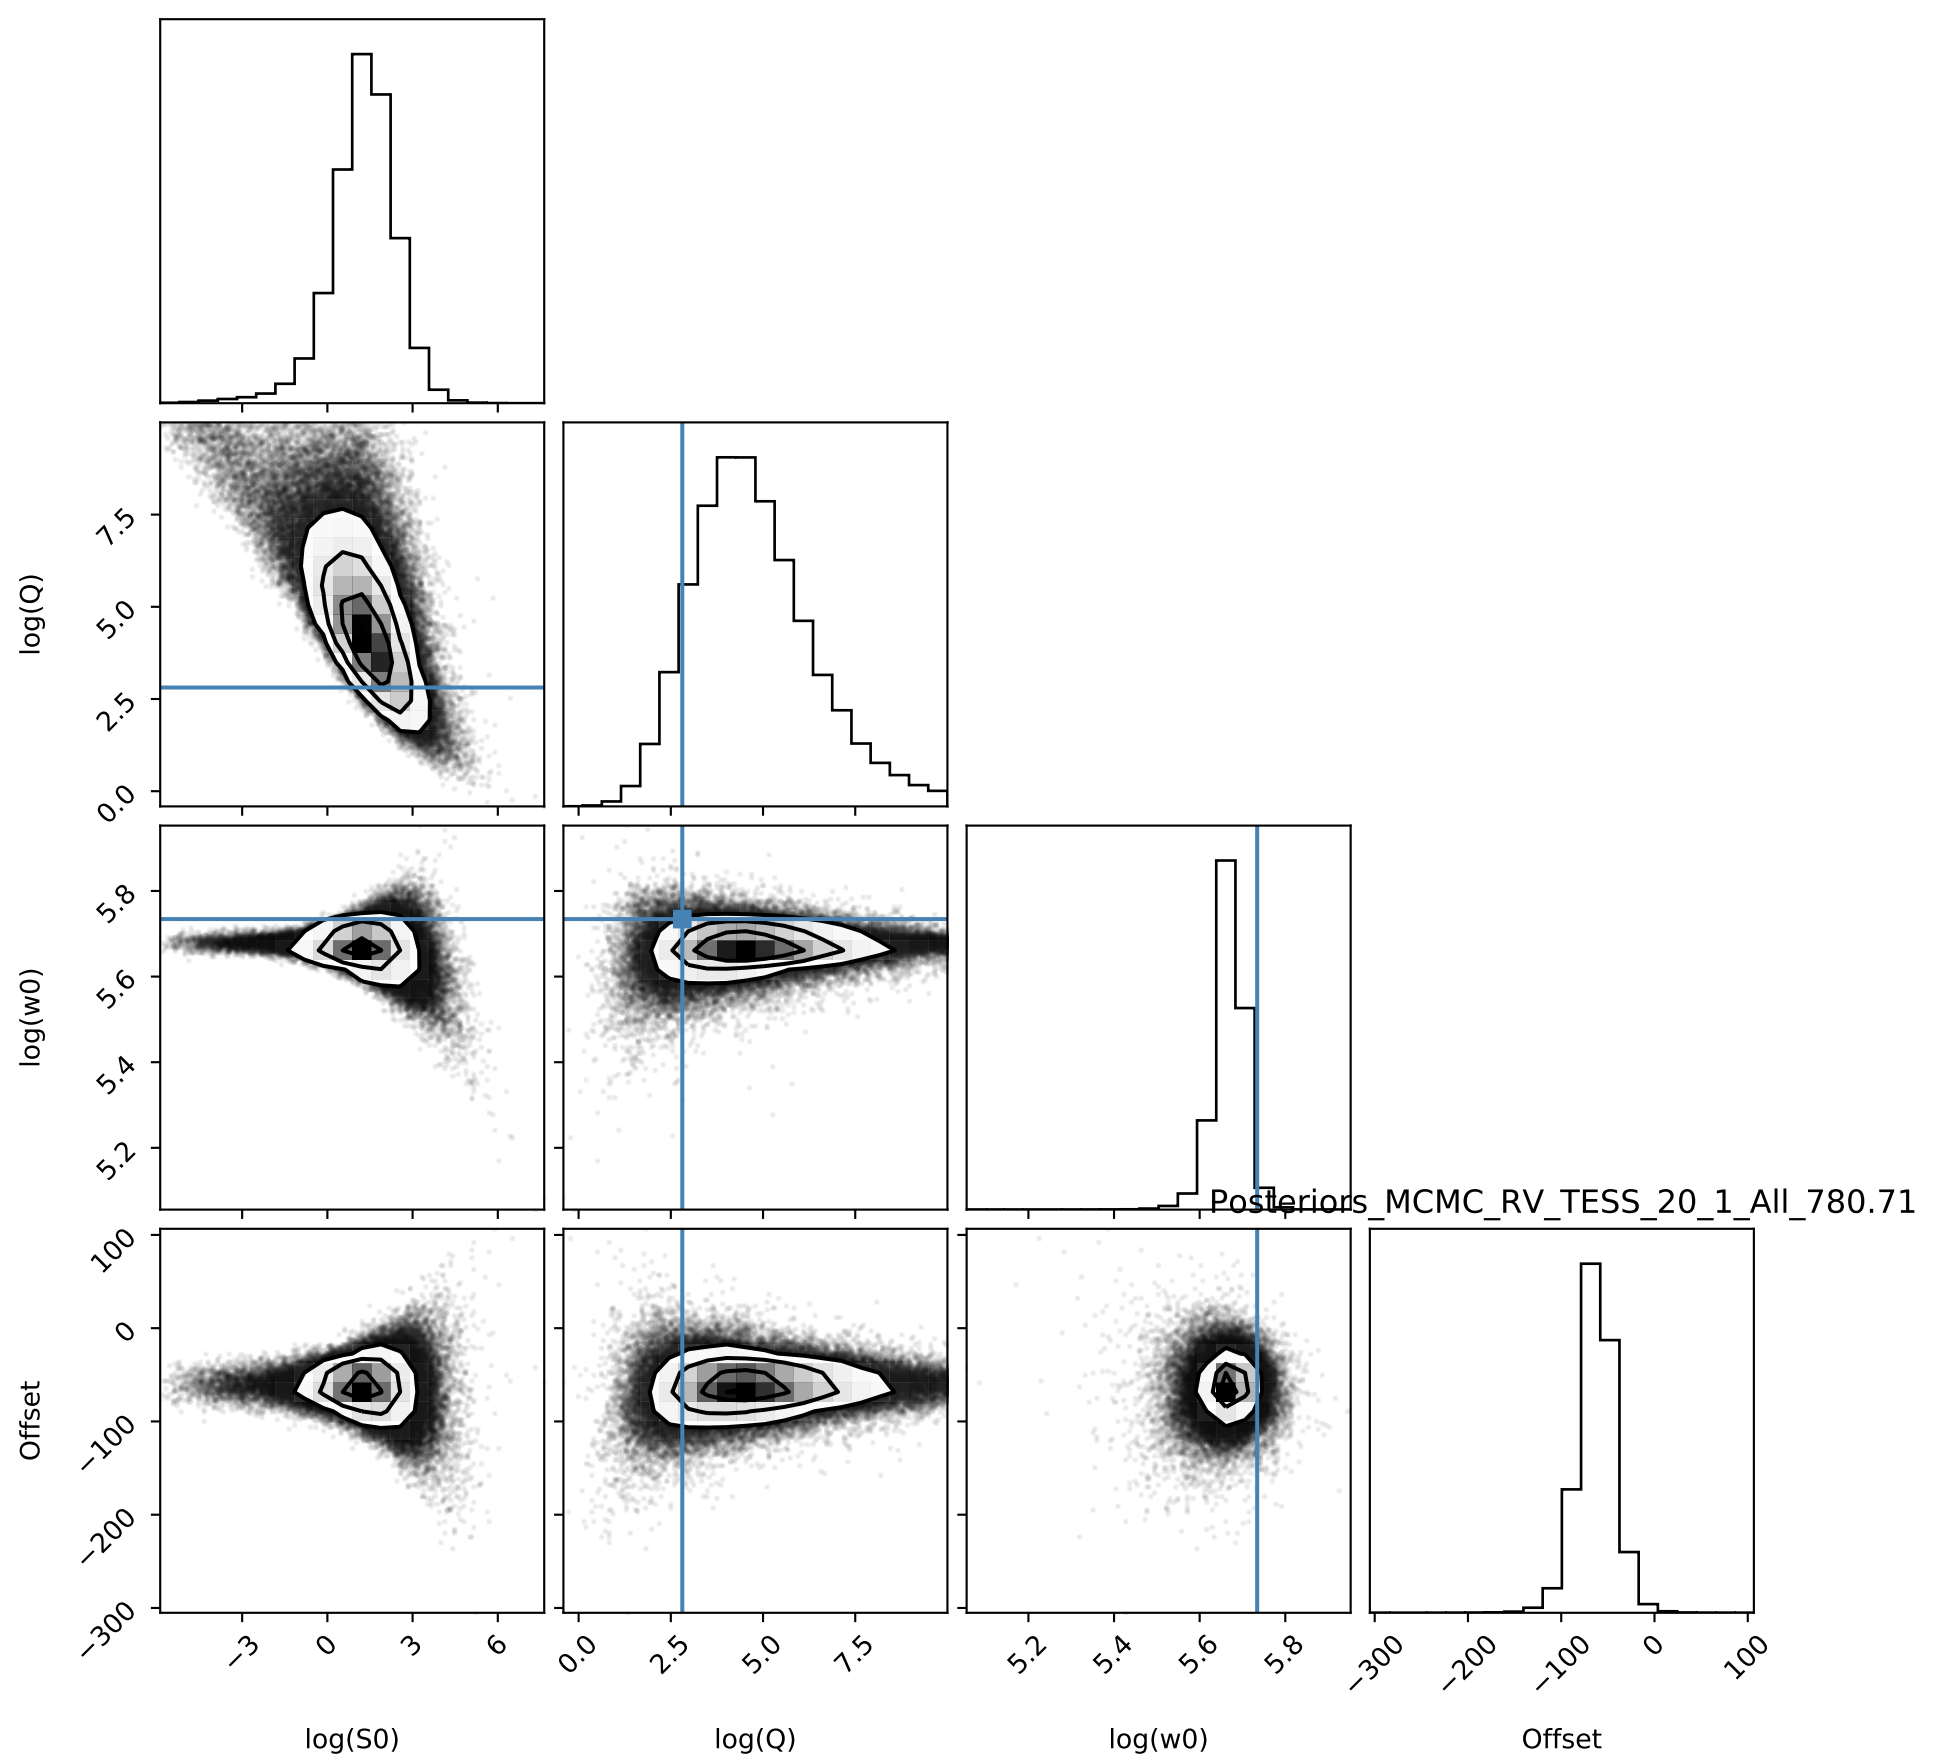 log(Q)
7.5
5.0
2.5
0.0
log(w0)
5.8
5.6
5.4
5.2
Posteriors_MCMC_RV_TESS_20_1_All_780.71
Offset
100
0
−100
−200
−300
−3 0 3 6 0.0 2.5 5.0 7.5 5.2 5.4 5.6 5.8 −300 −200 −100 0 100
log(S0) log(Q) log(w0) Offset